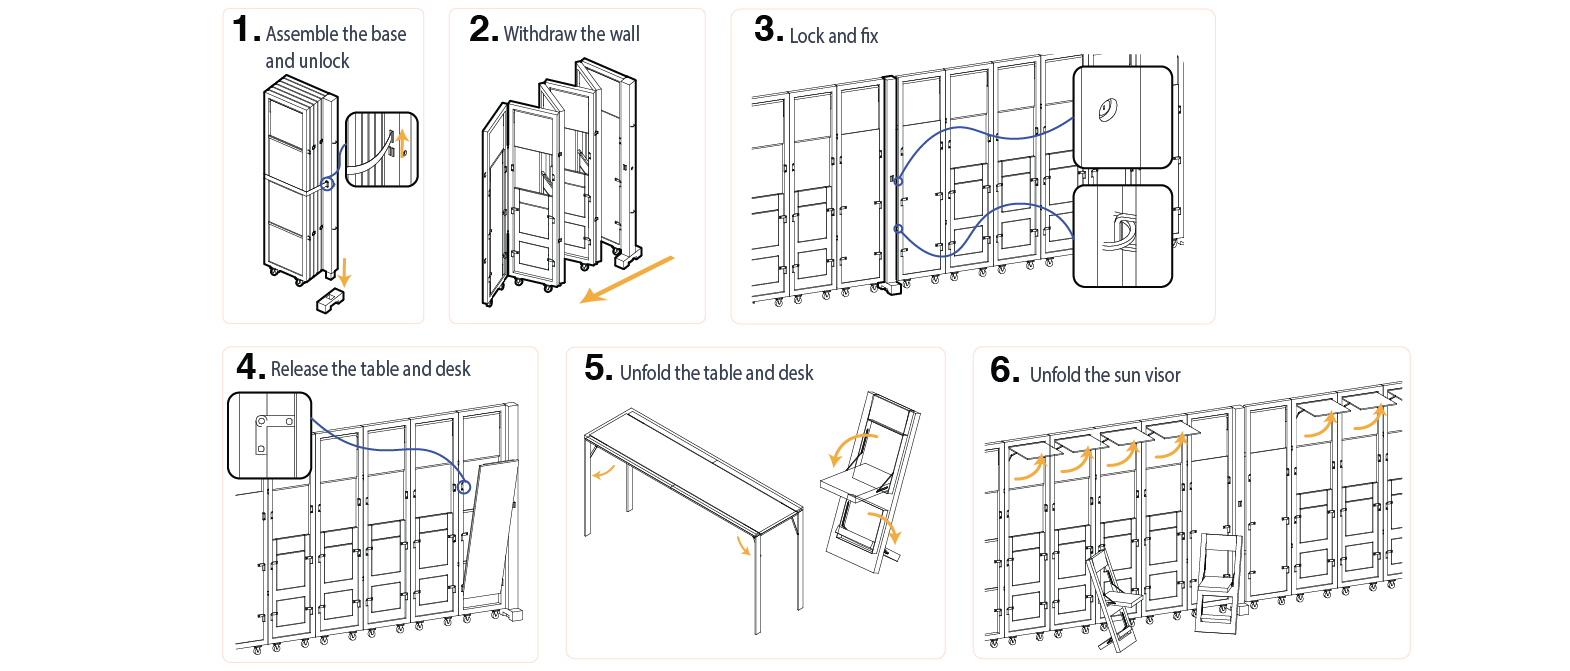 1. Assemble the base
and unlock
2. Withdraw the wall
3. Lock and fix
4. Release the table and desk
5. Unfold the table and desk
6. Unfold the sun visor